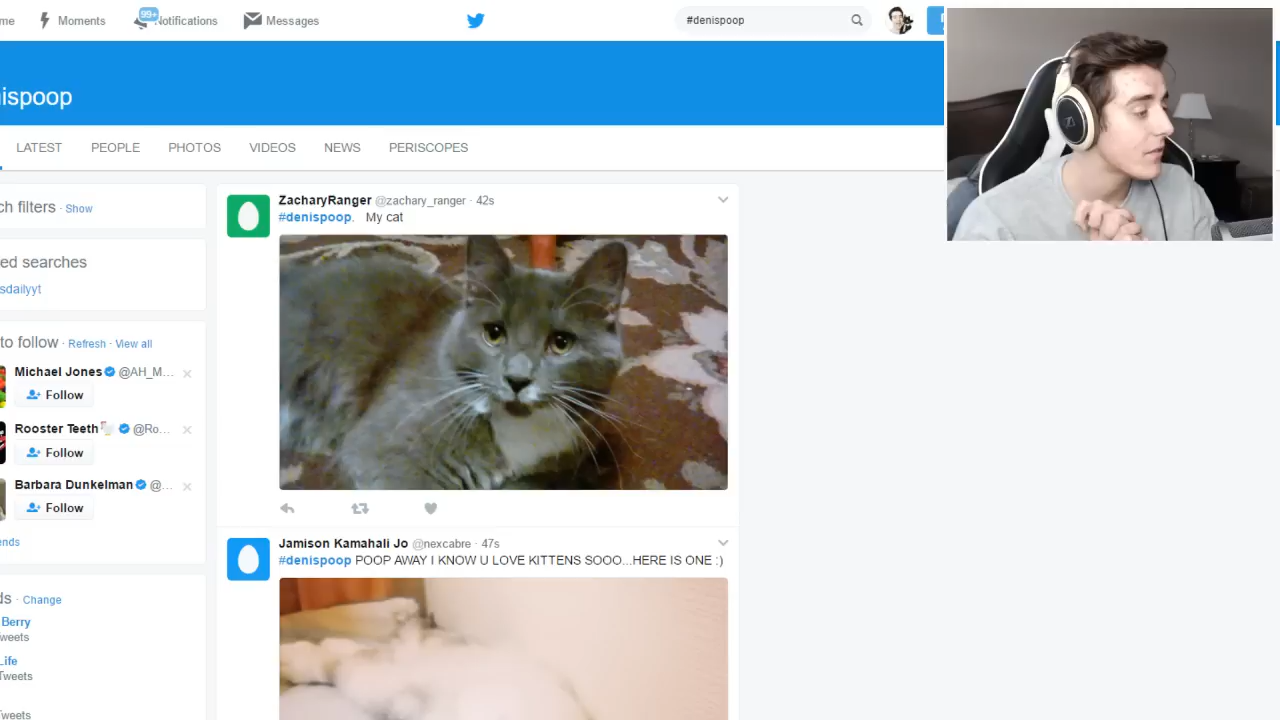 me
Moments
99+
Notifications
Messages
#denispoop
nispoop
LATEST
PEOPLE
PHOTOS
VIDEOS
NEWS
PERISCOPES
ch filters · Show
ed searches
sdailyyt
to follow · Refresh · View all
Michael Jones @AH_M...
Follow
Rooster Teeth @Ro...
Follow
Barbara Dunkelman @...
Follow
ends
ds · Change
Berry
weets
Life
Tweets
Tweets
ZacharyRanger @zachary_ranger · 42s
#denispoop. My cat
Jamison Kamahali Jo @nexcabre · 47s
#denispoop POOP AWAY I KNOW U LOVE KITTENS SOOO...HERE IS ONE :)